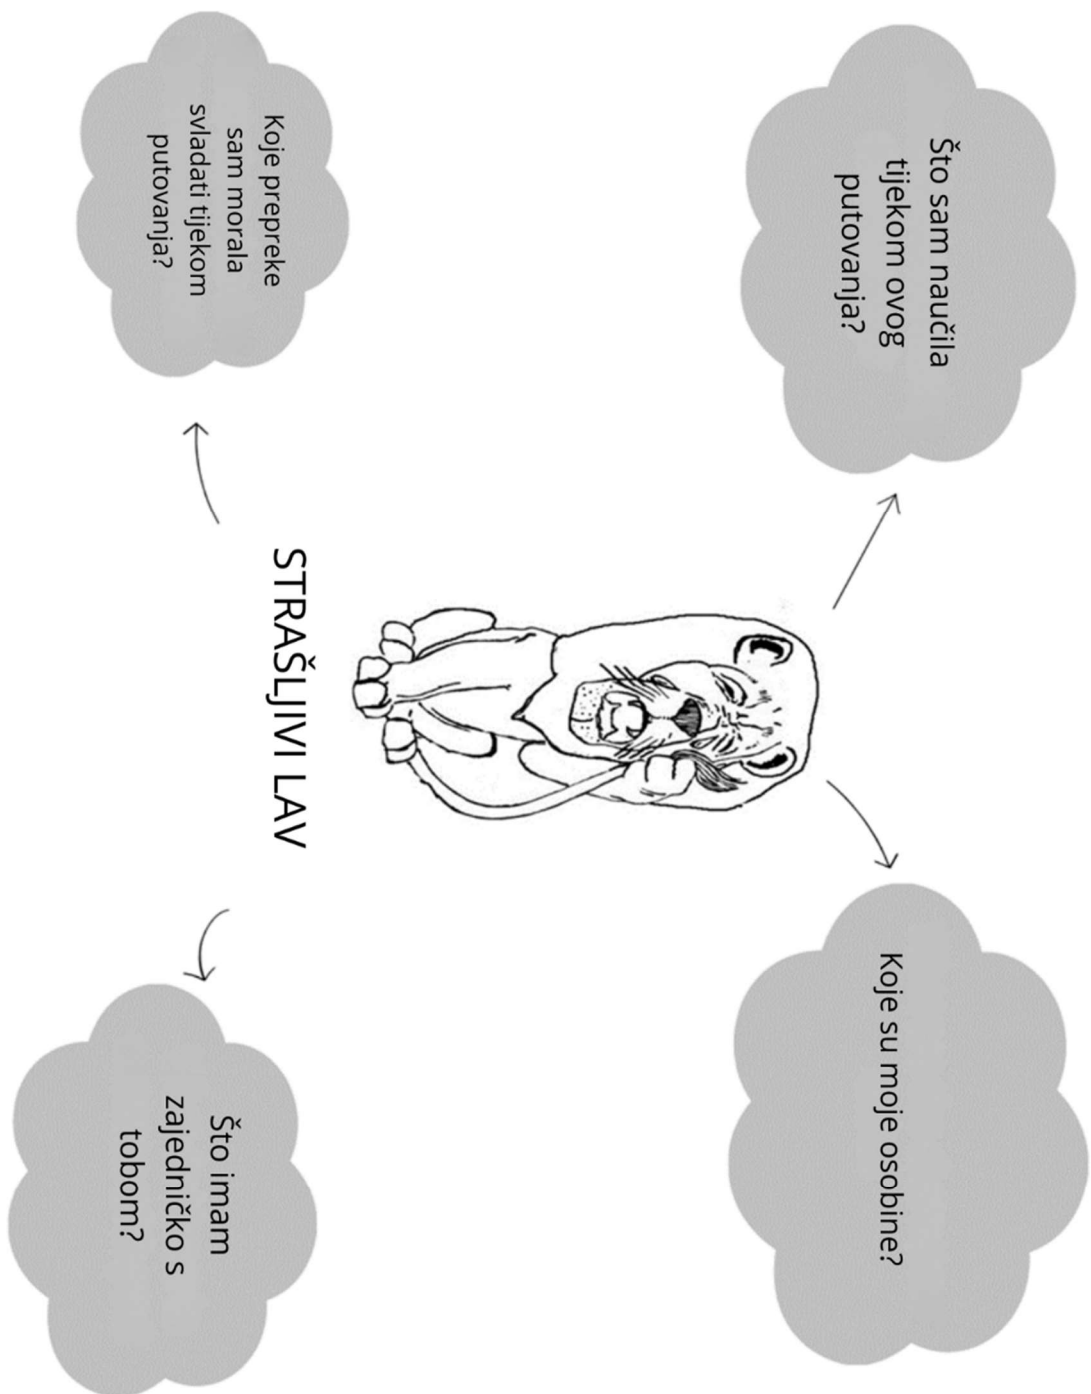 Što sam naučila
tijekom ovog
putovanja?
Koje su moje osobine?
STRAŠLJIVI LAV
Koje prepreke
sam morala
svladati tijekom
putovanja?
Što imam
zajedničko s
tobom?